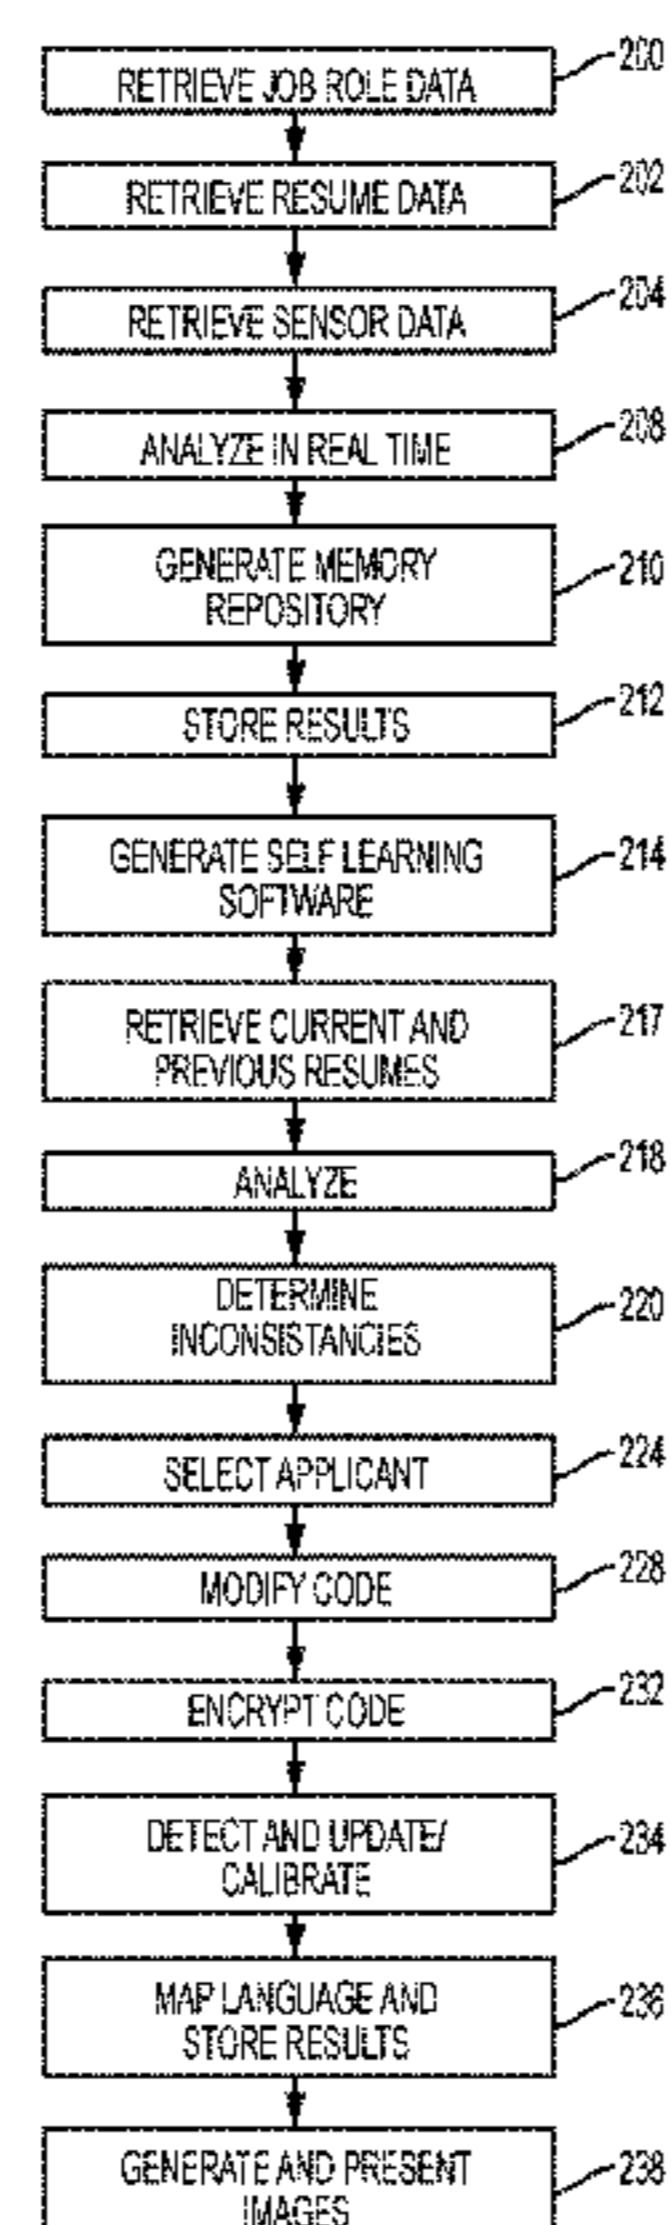 RETRIEVE JOB ROLE DATA
200
RETRIEVE RESUME DATA
202
RETRIEVE SENSOR DATA
204
ANALYZE IN REAL TIME
208
GENERATE MEMORY
REPOSITORY
210
STORE RESULTS
212
GENERATE SELF LEARNING
SOFTWARE
214
RETRIEVE CURRENT AND
PREVIOUS RESUMES
217
ANALYZE
218
DETERMINE
INCONSISTANCIES
220
SELECT APPLICANT
224
MODIFY CODE
228
ENCRYPT CODE
232
DETECT AND UPDATE/
CALIBRATE
234
MAP LANGUAGE AND
STORE RESULTS
236
GENERATE AND PRESENT
IMAGES
238